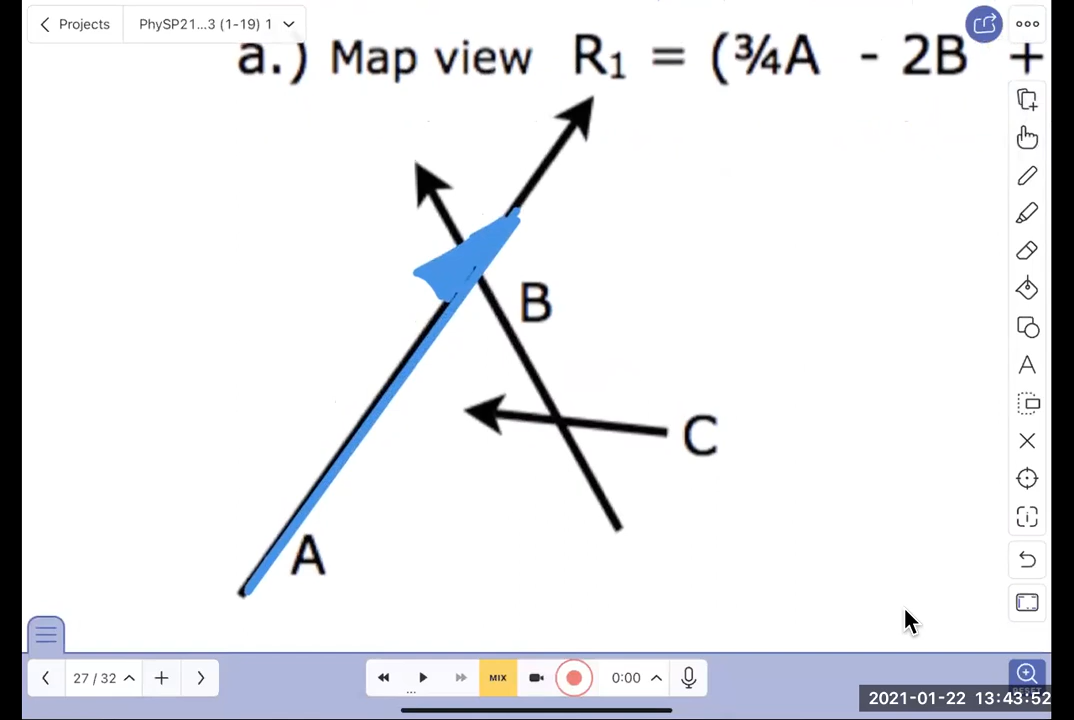 Projects
PhySP21...3 (1-19) 1
a.) Map view R₁ = (¾A - 2B +
B
C
A
27 / 32
MIX
0:00
2021-01-22 13:43:52